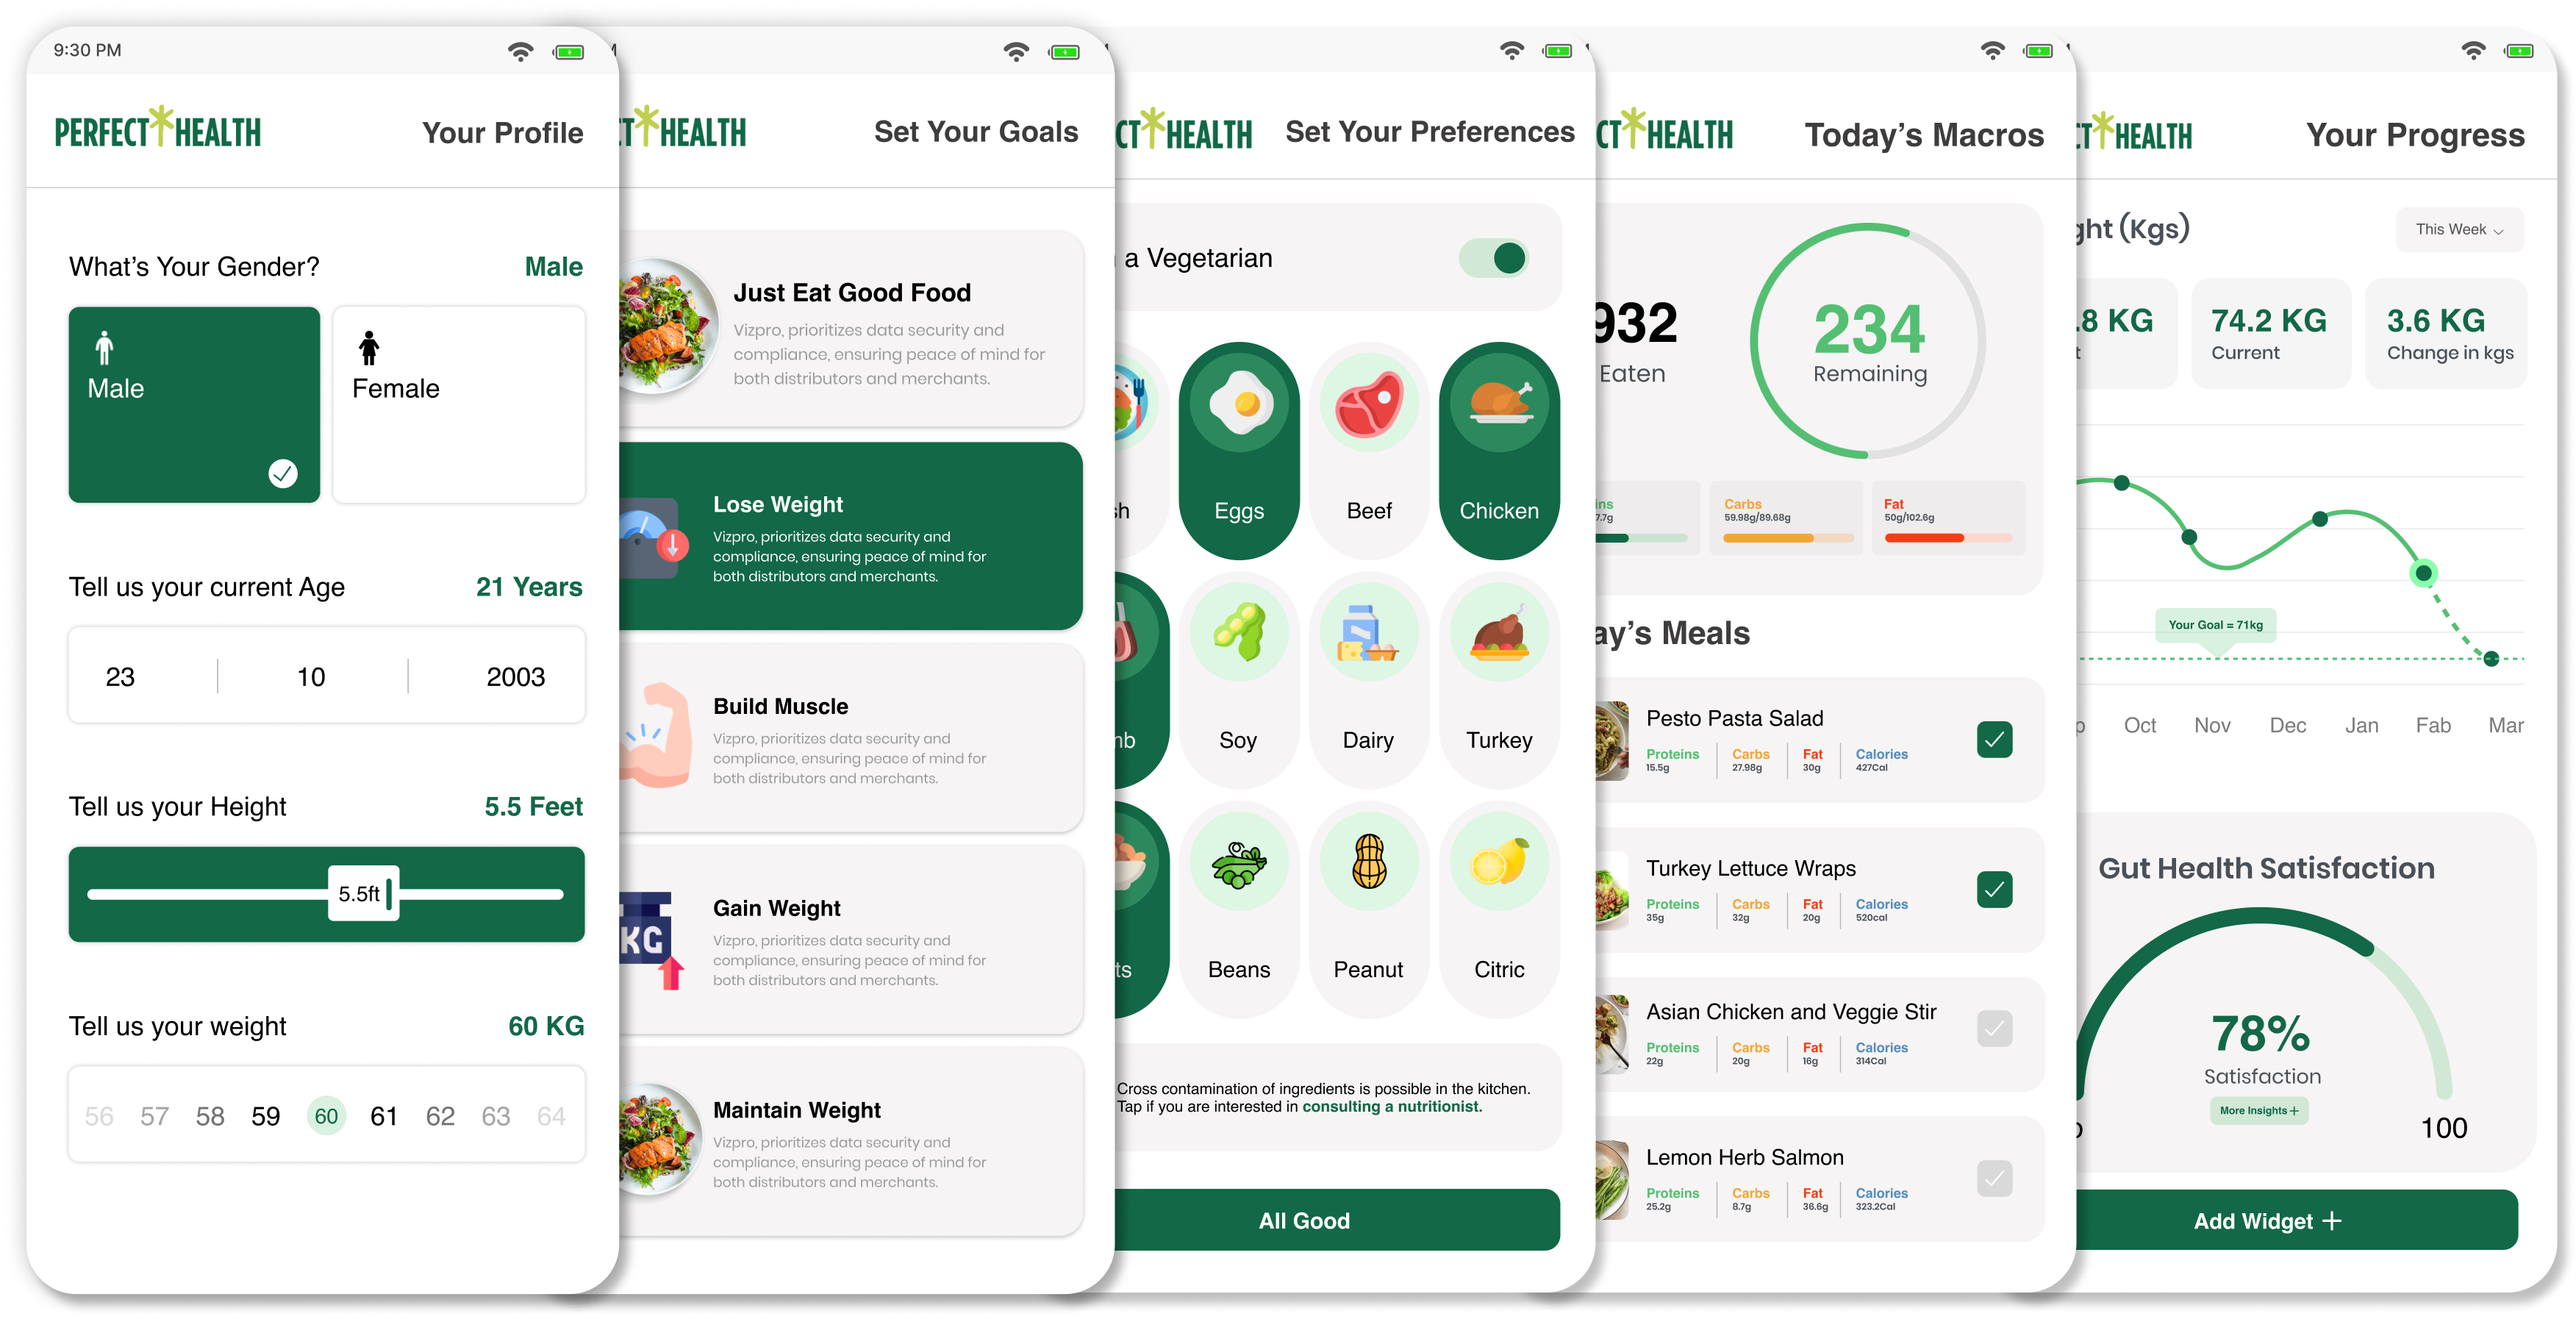 9:30 PM
PERFECT HEALTH
Your Profile
What's Your Gender?
Male
Male
Female
Tell us your current Age
21 Years
23
10
2003
Tell us your Height
5.5 Feet
5.5ft
Tell us your weight
60 KG
56 57 58 59 60 61 62 63 64
HEALTH
Set Your Goals
Just Eat Good Food
Vizpro, prioritizes data security and
compliance, ensuring peace of mind for
both distributors and merchants.
Lose Weight
Vizpro, prioritizes data security and
compliance, ensuring peace of mind for
both distributors and merchants.
Build Muscle
Vizpro, prioritizes data security and
compliance, ensuring peace of mind for
both distributors and merchants.
KG
Gain Weight
Vizpro, prioritizes data security and
compliance, ensuring peace of mind for
both distributors and merchants.
Maintain Weight
Vizpro, prioritizes data security and
compliance, ensuring peace of mind for
both distributors and merchants.
HEALTH
Set Your Preferences
a Vegetarian
Eggs
Beef
Chicken
Soy
Dairy
Turkey
Beans
Peanut
Citric
Cross contamination of ingredients is possible in the kitchen.
Tap if you are interested in consulting a nutritionist.
All Good
HEALTH
Today's Macros
932
Eaten
234
Remaining
7.7g
Carbs
59.98g/89.68g
Fat
50g/102.6g
ay's Meals
Pesto Pasta Salad
Proteins Carbs Fat Calories
15.5g 27.98g 30g 427Cal
Turkey Lettuce Wraps
Proteins Carbs Fat Calories
35g 32g 20g 520cal
Asian Chicken and Veggie Stir
Proteins Carbs Fat Calories
22g 20g 16g 314Cal
Lemon Herb Salmon
Proteins Carbs Fat Calories
25.2g 8.7g 36.6g 323.2Cal
HEALTH
Your Progress
ght (Kgs)
This Week
.8 KG
74.2 KG
Current
3.6 KG
Change in kgs
Your Goal = 71kg
Oct Nov Dec Jan Fab Mar
Gut Health Satisfaction
78%
Satisfaction
More Insights+
100
Add Widget +